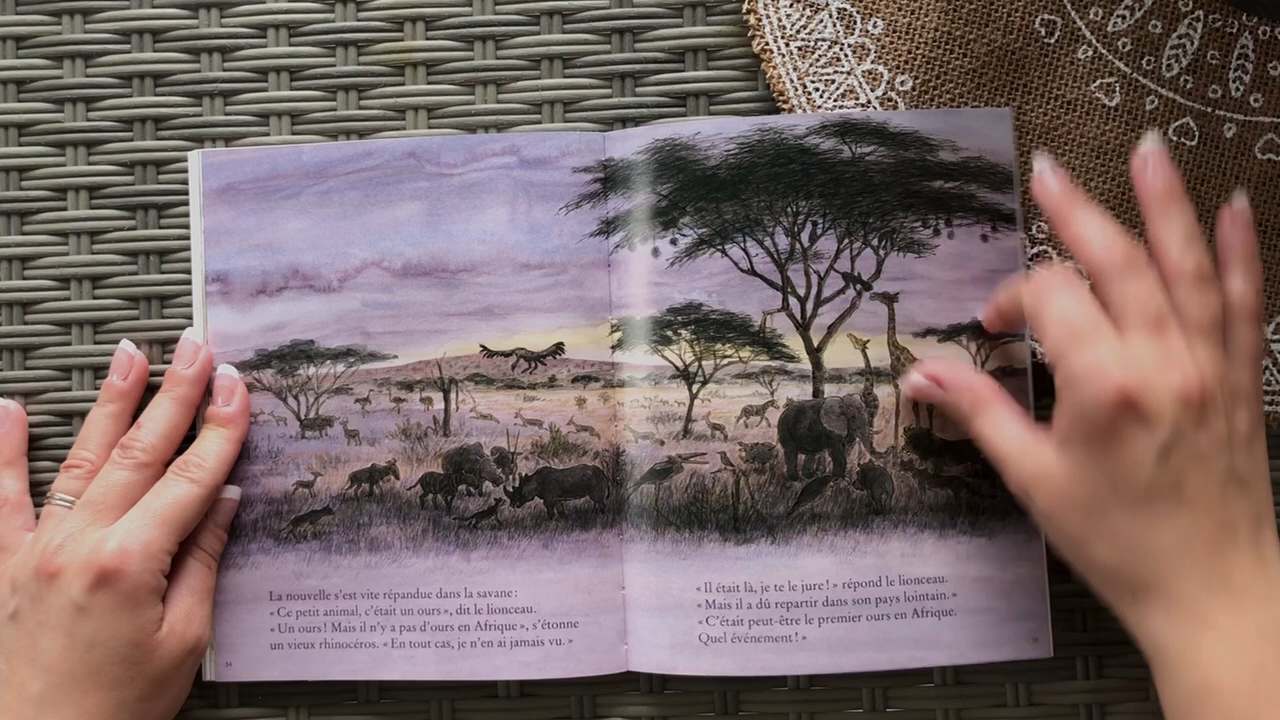 La nouvelle s'est vite répandue dans la savane :
« Ce petit animal, c'était un ours », dit le lionceau.
« Un ours ! Mais il n'y a pas d'ours en Afrique », s'étonne
un vieux rhinocéros. « En tout cas, je n'en ai jamais vu. »
34
« Il était là, je te le jure ! » répond le lionceau.
« Mais il a dû repartir dans son pays lointain. »
« C'était peut-être le premier ours en Afrique.
Quel événement ! »